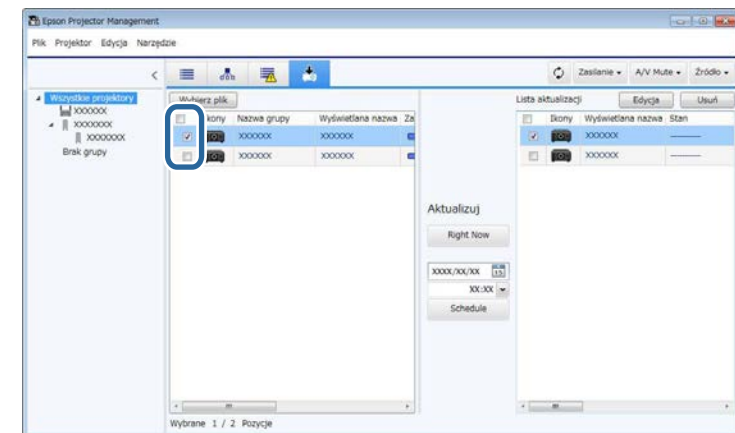 Epson Projector Management
Plik Projektor Edycja Narzędzie
Zasilanie A/V Mute Źródło
Wszystkie projektory
XXXXXX
XXXXXXX
XXXXXXX
Brak grupy
Wybierz plik
Ikony Nazwa grupy Wyświetlana nazwa Za
XXXXXX XXXXXX
XXXXXX XXXXXX
Aktualizuj
Right Now
XXXX/XX/XX 15
XX:XX
Schedule
Lista aktualizacji Edycja Usuń
Ikony Wyświetlana nazwa Stan
XXXXXX ———
XXXXXX ———
Wybrane 1 / 2 Pozycje